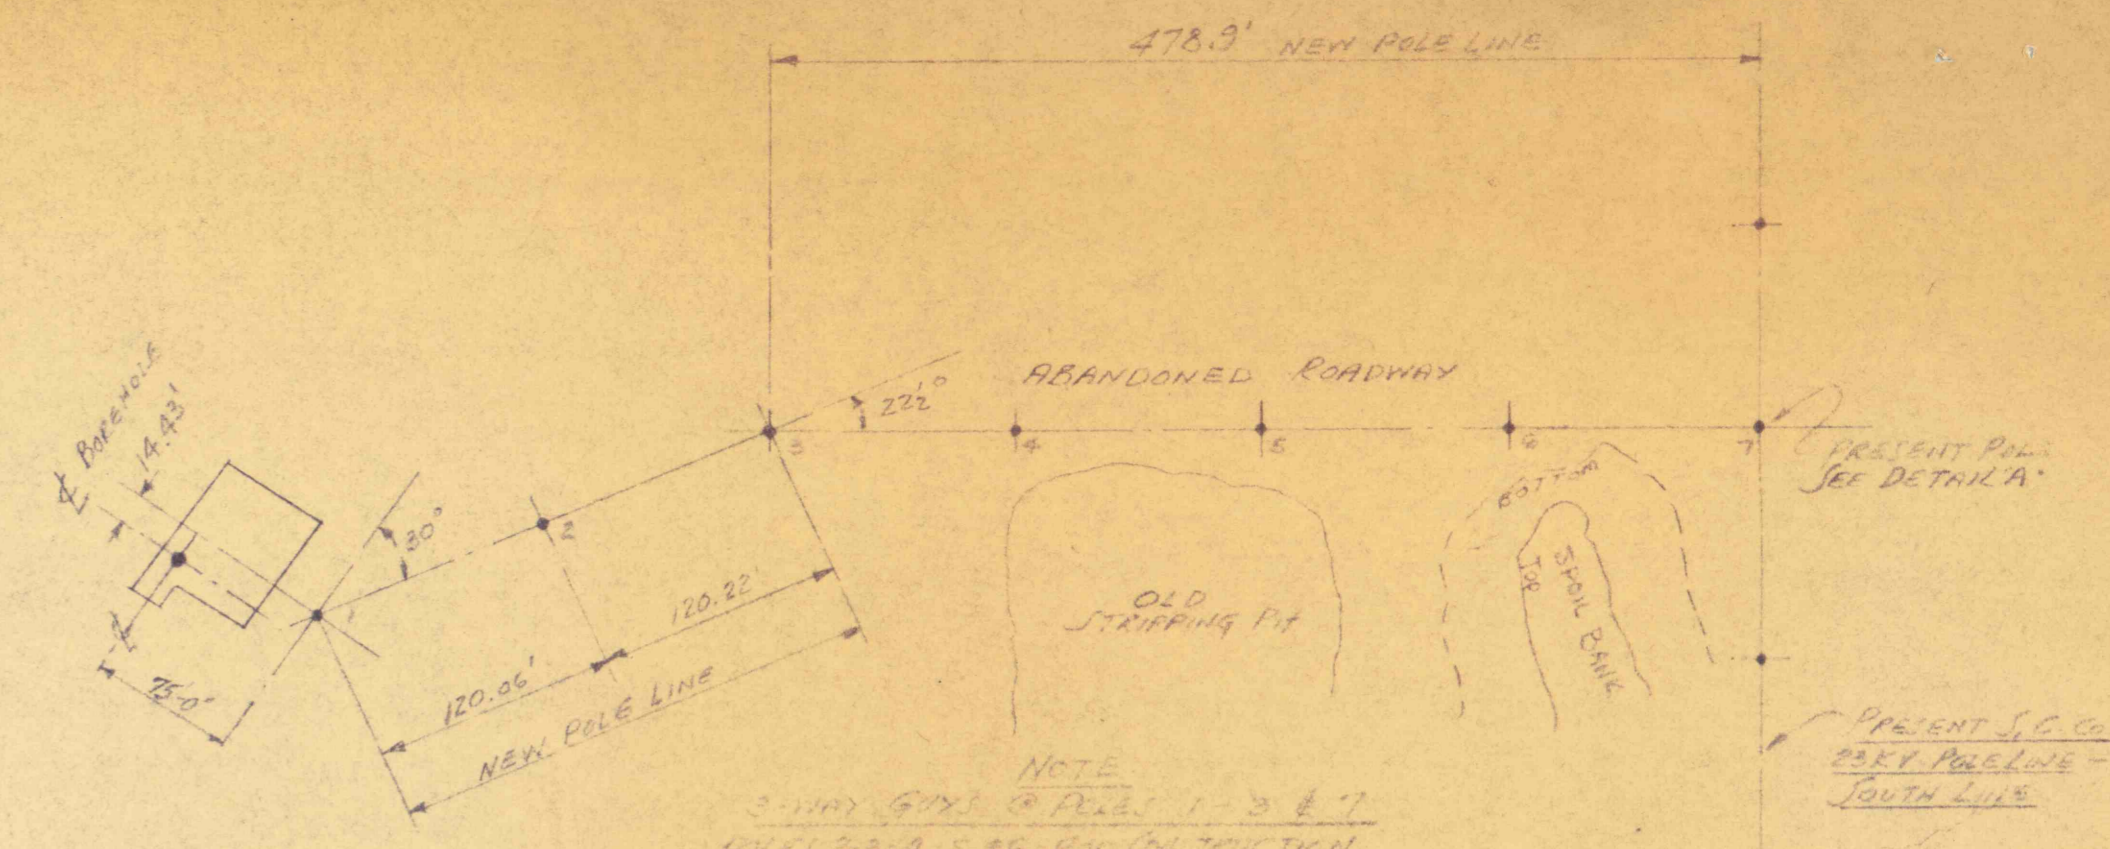 478.9' NEW POLE LINE
ABANDONED ROADWAY
22½°
3
4
5
6
7
PRESENT
SEE DETAIL "A"
℄ BOREHOLE
14.43'
30°
1
2
BOTTOM
TOP
SPOIL BANK
OLD
STRIPPING PIT
120.22'
120.06'
NEW POLE LINE
75'-0"
PRESENT S. C. Co.
23KV. POLE LINE -
SOUTH LINE
NOTE
3-WAY GUYS @ POLES 1 3 & 7